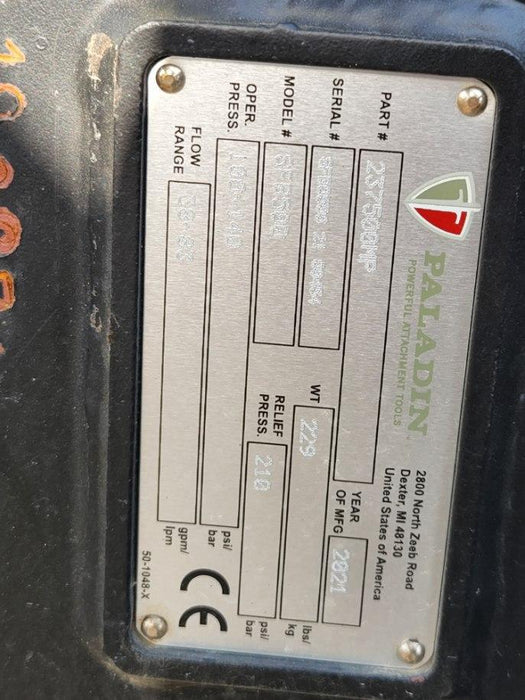 PALADIN
POWERFUL ATTACHMENT TOOLS
2800 North Zeeb Road
Dexter, MI 48130
United States of America
PART # 237500MP
YEAR
OF MFG 2021
SERIAL #
WT 229 lbs/
kg
MODEL #
RELIEF
PRESS. 210 psi/
bar
OPER.
PRESS.
psi/
bar
FLOW
RANGE
gpm/
lpm
CE
50-1048-X